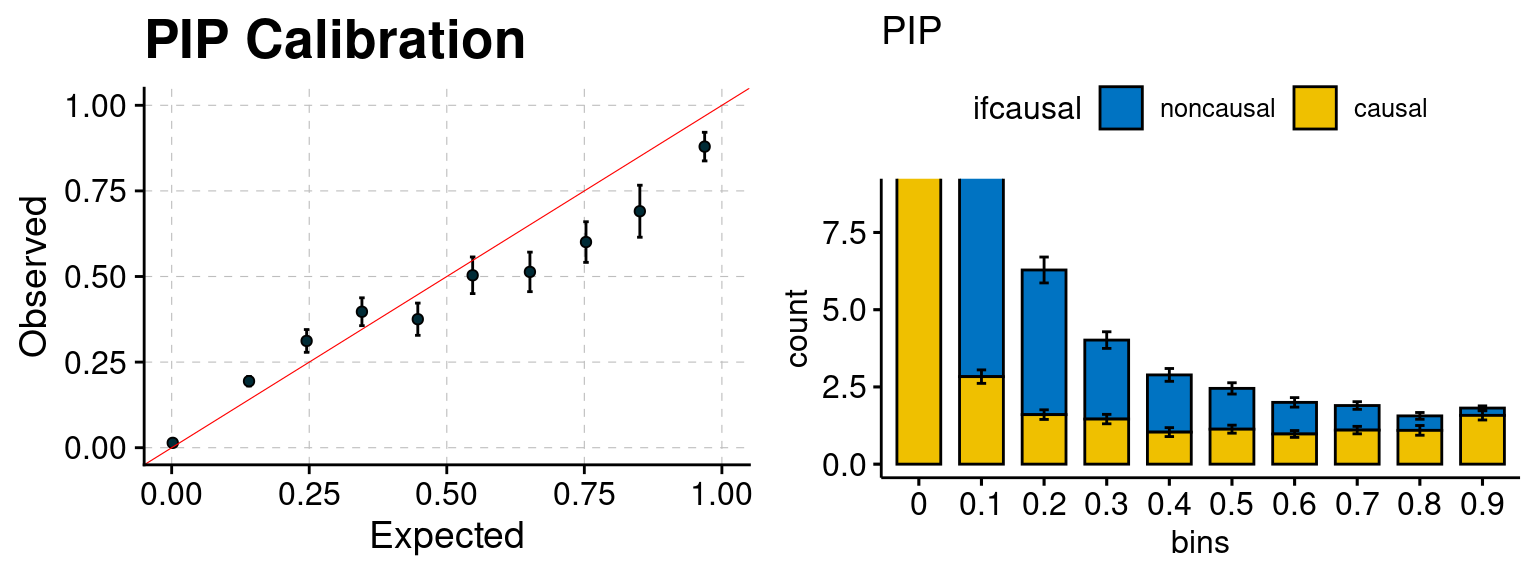 PIP Calibration
1.00
0.75
0.50
0.25
0.00
Observed
0.00 0.25 0.50 0.75 1.00
Expected
PIP
ifcausal noncausal causal
7.5
5.0
2.5
0.0
count
0 0.1 0.2 0.3 0.4 0.5 0.6 0.7 0.8 0.9
bins